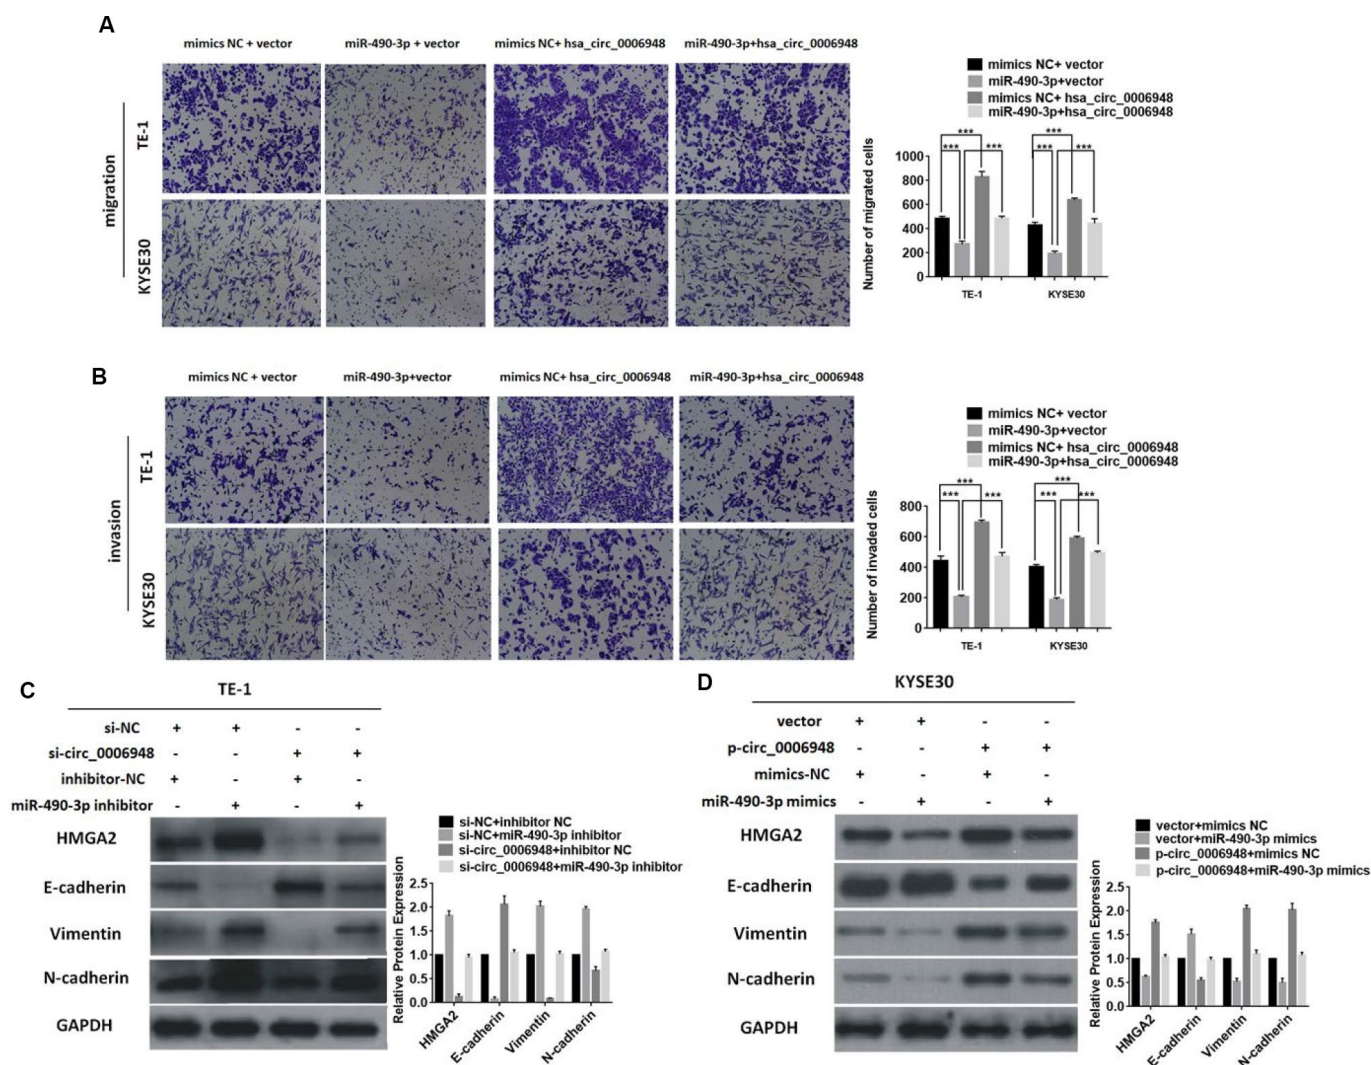 A
mimics NC + vector
miR-490-3p + vector
mimics NC+ hsa_circ_0006948
miR-490-3p+hsa_circ_0006948
migration
TE-1
KYSE30
mimics NC+ vector
miR-490-3p+vector
mimics NC+ hsa_circ_0006948
miR-490-3p+hsa_circ_0006948
Number of migrated cells
1000
800
600
400
200
0
***
***
***
***
***
***
TE-1
KYSE30
B
mimics NC + vector
miR-490-3p+vector
mimics NC+ hsa_circ_0006948
miR-490-3p+hsa_circ_0006948
invasion
TE-1
KYSE30
mimics NC+ vector
miR-490-3p+vector
mimics NC+ hsa_circ_0006948
miR-490-3p+hsa_circ_0006948
Number of invaded cells
800
600
400
200
0
***
***
***
***
***
***
TE-1
KYSE30
C
TE-1
si-NC + + - -
si-circ_0006948 - - + +
inhibitor-NC + - + -
miR-490-3p inhibitor - + - +
HMGA2
E-cadherin
Vimentin
N-cadherin
GAPDH
si-NC+inhibitor NC
si-NC+miR-490-3p inhibitor
si-circ_0006948+inhibitor NC
si-circ_0006948+miR-490-3p inhibitor
Relative Protein Expression
2.5
2.0
1.5
1.0
0.5
0.0
HMGA2
E-cadherin
Vimentin
N-cadherin
D
KYSE30
vector + + - -
p-circ_0006948 - - + +
mimics-NC + - + -
miR-490-3p mimics - + - +
HMGA2
E-cadherin
Vimentin
N-cadherin
GAPDH
vector+mimics NC
vector+miR-490-3p mimics
p-circ_0006948+mimics NC
p-circ_0006948+miR-490-3p mimics
Relative Protein Expression
2.5
2.0
1.5
1.0
0.5
0.0
HMGA2
E-cadherin
Vimentin
N-cadherin